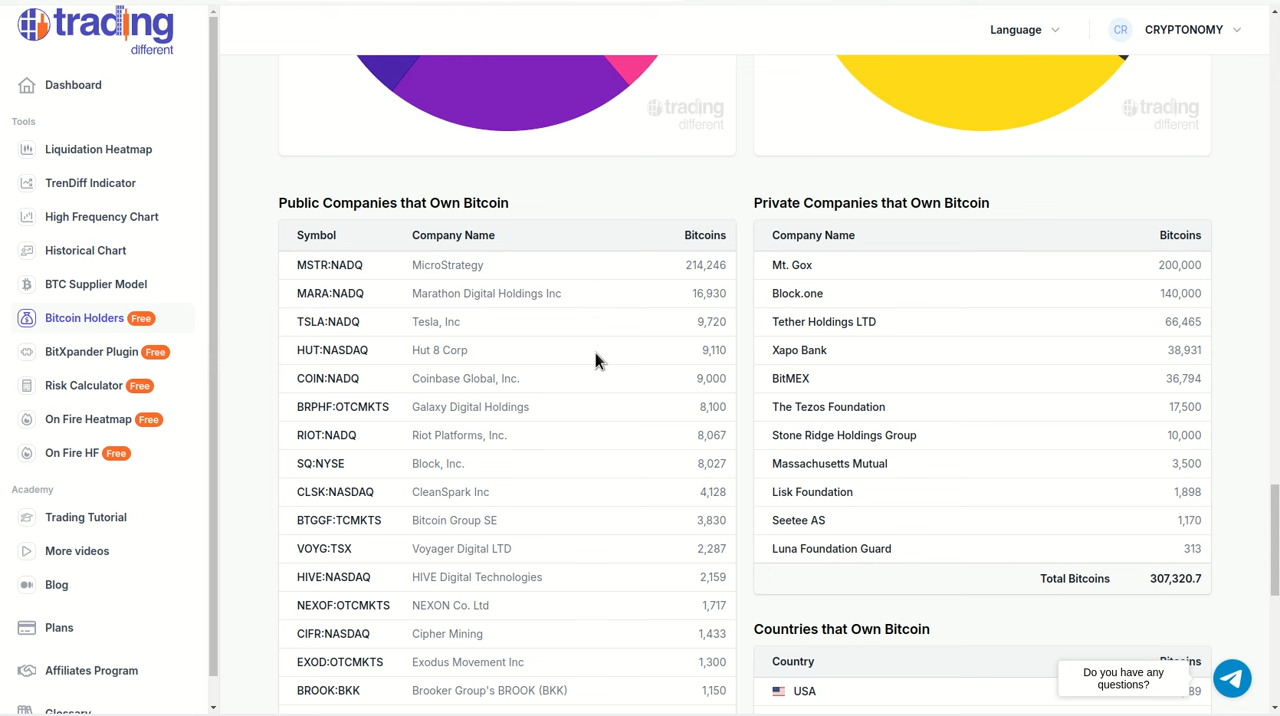 trading
different
Language
CR
CRYPTONOMY
Dashboard
Tools
Liquidation Heatmap
TrenDiff Indicator
High Frequency Chart
Historical Chart
BTC Supplier Model
Bitcoin Holders Free
BitXpander Plugin Free
Risk Calculator Free
On Fire Heatmap Free
On Fire HF Free
Academy
Trading Tutorial
More videos
Blog
Plans
Affiliates Program
Glossary
trading
different
trading
different
Public Companies that Own Bitcoin
Symbol Company Name Bitcoins
MSTR:NADQ MicroStrategy 214,246
MARA:NADQ Marathon Digital Holdings Inc 16,930
TSLA:NADQ Tesla, Inc 9,720
HUT:NASDAQ Hut 8 Corp 9,110
COIN:NADQ Coinbase Global, Inc. 9,000
BRPHF:OTCMKTS Galaxy Digital Holdings 8,100
RIOT:NADQ Riot Platforms, Inc. 8,067
SQ:NYSE Block, Inc. 8,027
CLSK:NASDAQ CleanSpark Inc 4,128
BTGGF:TCMKTS Bitcoin Group SE 3,830
VOYG:TSX Voyager Digital LTD 2,287
HIVE:NASDAQ HIVE Digital Technologies 2,159
NEXOF:OTCMKTS NEXON Co. Ltd 1,717
CIFR:NASDAQ Cipher Mining 1,433
EXOD:OTCMKTS Exodus Movement Inc 1,300
BROOK:BKK Brooker Group's BROOK (BKK) 1,150
Private Companies that Own Bitcoin
Company Name Bitcoins
Mt. Gox 200,000
Block.one 140,000
Tether Holdings LTD 66,465
Xapo Bank 38,931
BitMEX 36,794
The Tezos Foundation 17,500
Stone Ridge Holdings Group 10,000
Massachusetts Mutual 3,500
Lisk Foundation 1,898
Seetee AS 1,170
Luna Foundation Guard 313
Total Bitcoins 307,320.7
Countries that Own Bitcoin
Country Bitcoins
USA
Do you have any
questions?